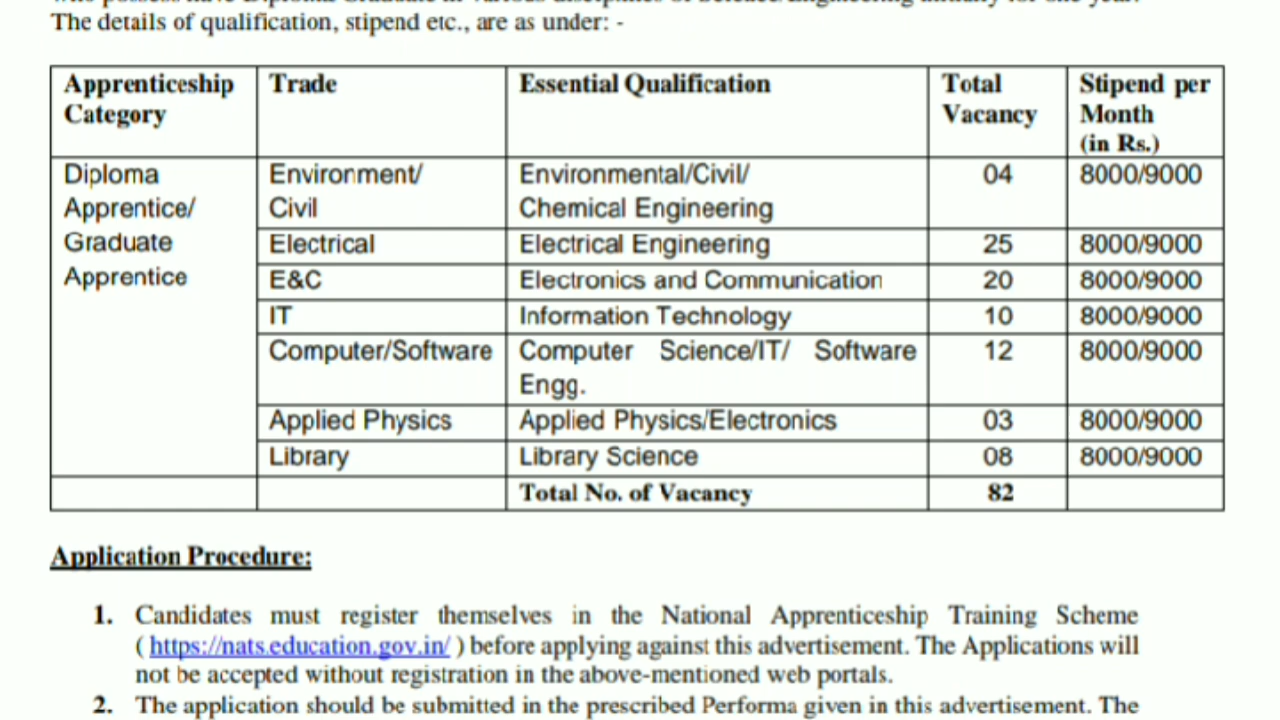 The details of qualification, stipend etc., are as under: -
Apprenticeship Category Trade Essential Qualification Total Vacancy Stipend per Month (in Rs.)
Diploma Apprentice/ Graduate Apprentice Environment/ Civil Environmental/Civil/ Chemical Engineering 04 8000/9000
Electrical Electrical Engineering 25 8000/9000
E&C Electronics and Communication 20 8000/9000
IT Information Technology 10 8000/9000
Computer/Software Computer Science/IT/ Software Engg. 12 8000/9000
Applied Physics Applied Physics/Electronics 03 8000/9000
Library Library Science 08 8000/9000
Total No. of Vacancy 82
Application Procedure:
1. Candidates must register themselves in the National Apprenticeship Training Scheme
( https://nats.education.gov.in/ ) before applying against this advertisement. The Applications will
not be accepted without registration in the above-mentioned web portals.
2. The application should be submitted in the prescribed Performa given in this advertisement. The